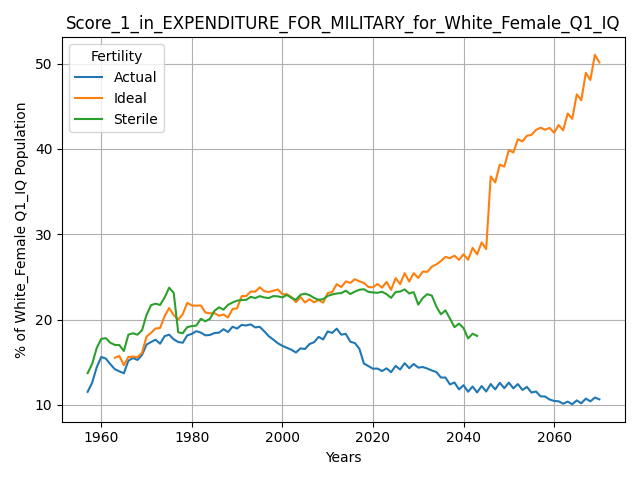 Score_1_in_EXPENDITURE_FOR_MILITARY_for_White_Female_Q1_IQ
Fertility
Actual
Ideal
Sterile
% of White_Female Q1_IQ Population
50
40
30
20
10
1960 1980 2000 2020 2040 2060
Years